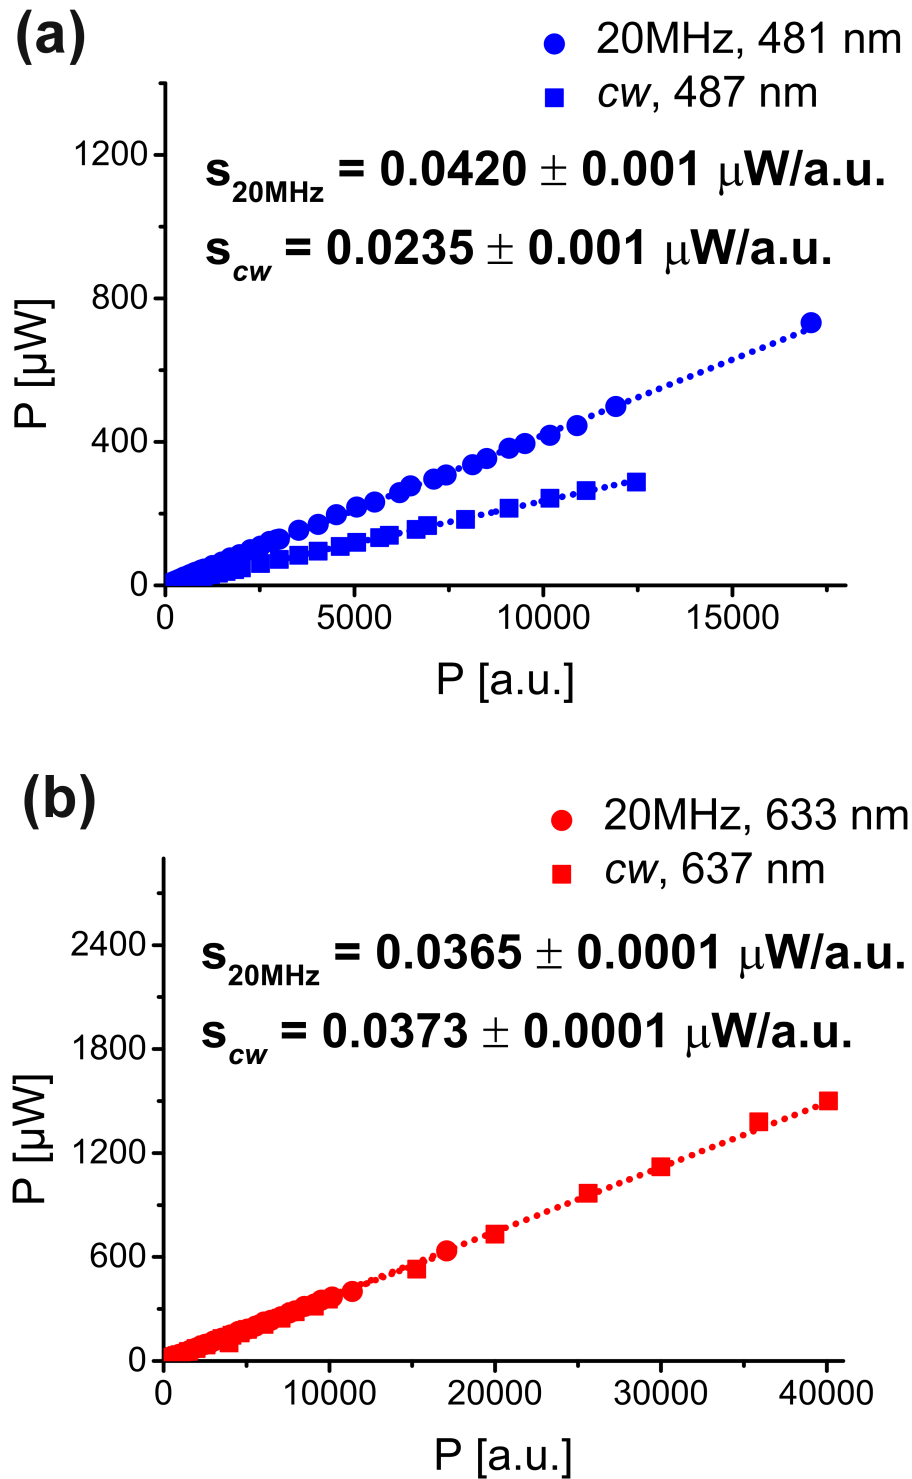 (a)
20MHz, 481 nm
cw, 487 nm
s20MHz = 0.0420 ± 0.001 μW/a.u.
scw = 0.0235 ± 0.001 μW/a.u.
P [μW]
1200
800
400
0
0 5000 10000 15000
P [a.u.]
(b)
20MHz, 633 nm
cw, 637 nm
s20MHz = 0.0365 ± 0.0001 μW/a.u.
scw = 0.0373 ± 0.0001 μW/a.u.
P [μW]
2400
1800
1200
600
0
0 10000 20000 30000 40000
P [a.u.]